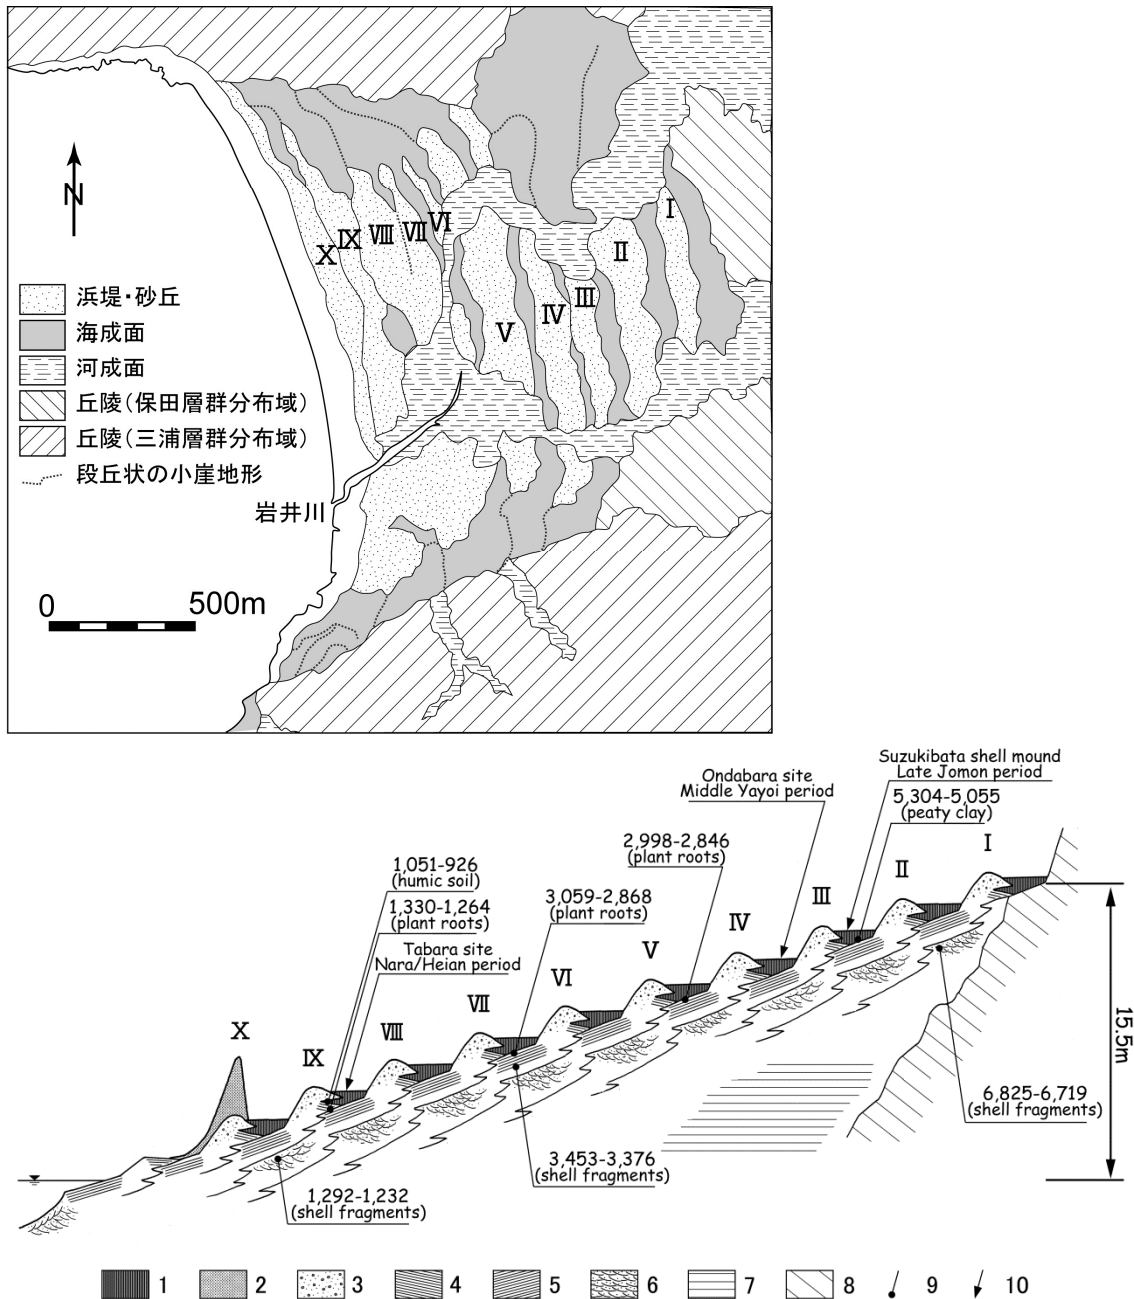 N
I
II
III
IV
V
VI
VII
VIII
IX
X
浜堤・砂丘
海成面
河成面
丘陵(保田層群分布域)
丘陵(三浦層群分布域)
段丘状の小崖地形
岩井川
0 500m
Suzukibata shell mound
Late Jomon period
Ondabara site
Middle Yayoi period
5,304-5,055
(peaty clay)
2,998-2,846
(plant roots)
1,051-926
(humic soil)
3,059-2,868
(plant roots)
1,330-1,264
(plant roots)
Tabara site
Nara/Heian period
I
II
III
IV
V
VI
VII
VIII
IX
X
15.5m
6,825-6,719
(shell fragments)
3,453-3,376
(shell fragments)
1,292-1,232
(shell fragments)
1 2 3 4 5 6 7 8 9 10